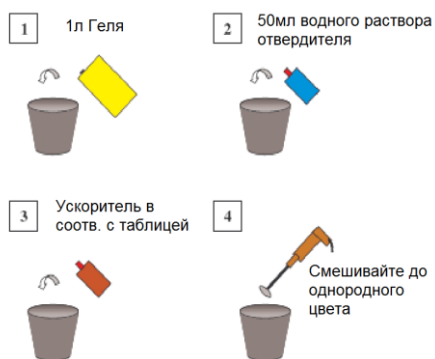 1
1л Геля
2
50мл водного раствора
отвердителя
3
Ускоритель в
соотв. с таблицей
4
Смешивайте до
однородного
цвета